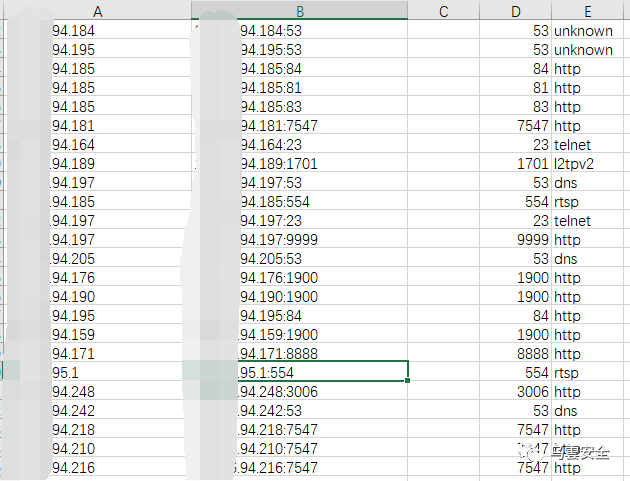 A B C D E
94.184 94.184:53 53 unknown
94.195 94.195:53 53 unknown
94.185 94.185:84 84 http
94.185 94.185:81 81 http
94.185 94.185:83 83 http
94.181 94.181:7547 7547 http
94.164 94.164:23 23 telnet
94.189 94.189:1701 1701 l2tpv2
94.197 94.197:53 53 dns
94.185 94.185:554 554 rtsp
94.197 94.197:23 23 telnet
94.197 94.197:9999 9999 http
94.205 94.205:53 53 dns
94.176 94.176:1900 1900 http
94.190 94.190:1900 1900 http
94.195 94.195:84 84 http
94.159 94.159:1900 1900 http
94.171 94.171:8888 8888 http
95.1 95.1:554 554 rtsp
94.248 94.248:3006 3006 http
94.242 94.242:53 53 dns
94.218 94.218:7547 7547 http
94.210 94.210:7547 7547 http
94.216 94.216:7547 7547 http
乌雲安全